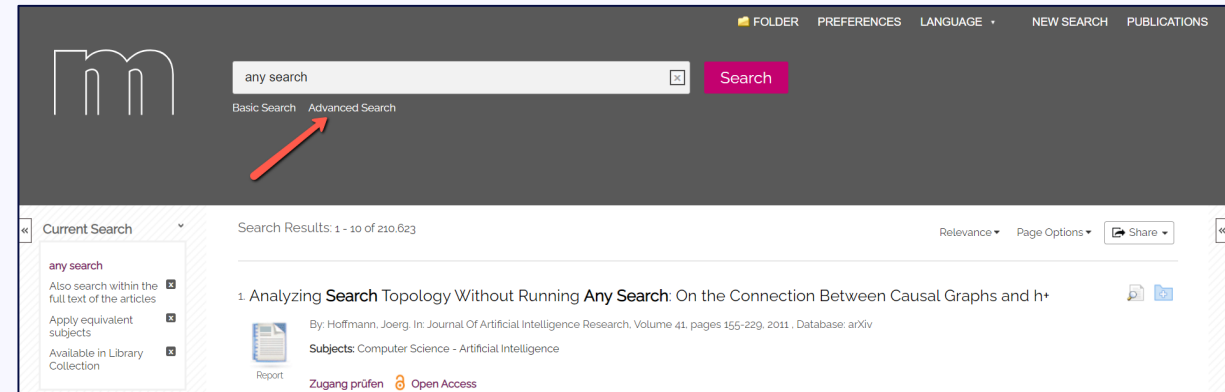 FOLDER PREFERENCES LANGUAGE NEW SEARCH PUBLICATIONS
m
any search Search
Basic Search Advanced Search
Current Search
any search
Also search within the
full text of the articles
Apply equivalent
subjects
Available in Library
Collection
Search Results: 1 - 10 of 210,623
Relevance Page Options Share
1. Analyzing Search Topology Without Running Any Search: On the Connection Between Causal Graphs and h+
By: Hoffmann, Joerg. In: Journal Of Artificial Intelligence Research, Volume 41, pages 155-229, 2011 , Database: arXiv
Subjects: Computer Science - Artificial Intelligence
Report
Zugang prüfen Open Access